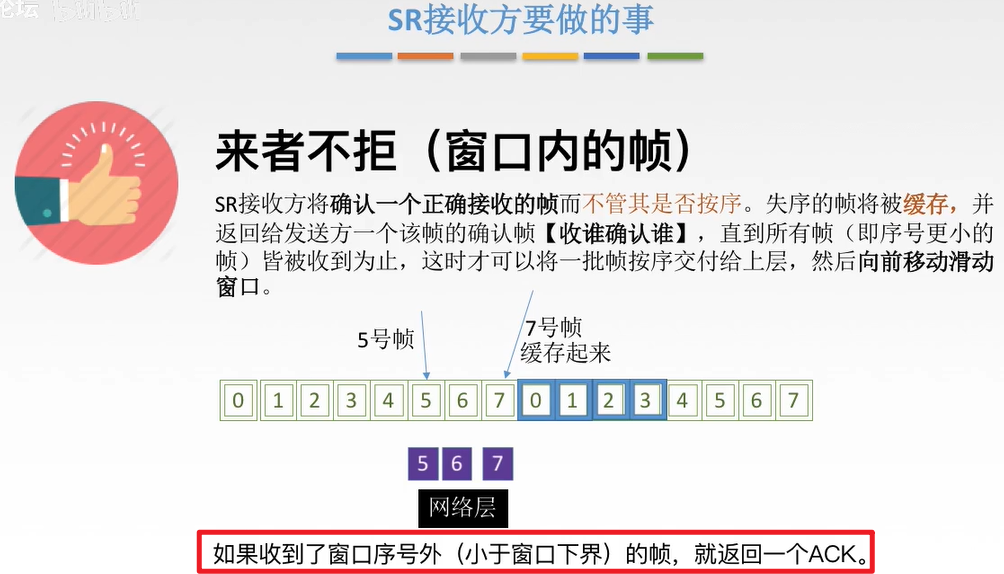 论坛 bilibili
SR接收方要做的事
来者不拒（窗口内的帧）
SR接收方将确认一个正确接收的帧而不管其是否按序。失序的帧将被缓存，并
返回给发送方一个该帧的确认帧【收谁确认谁】，直到所有帧（即序号更小的
帧）皆被收到为止，这时才可以将一批帧按序交付给上层，然后向前移动滑动
窗口。
5号帧
7号帧
缓存起来
0 1 2 3 4 5 6 7 0 1 2 3 4 5 6 7
5 6 7
网络层
如果收到了窗口序号外（小于窗口下界）的帧，就返回一个ACK。